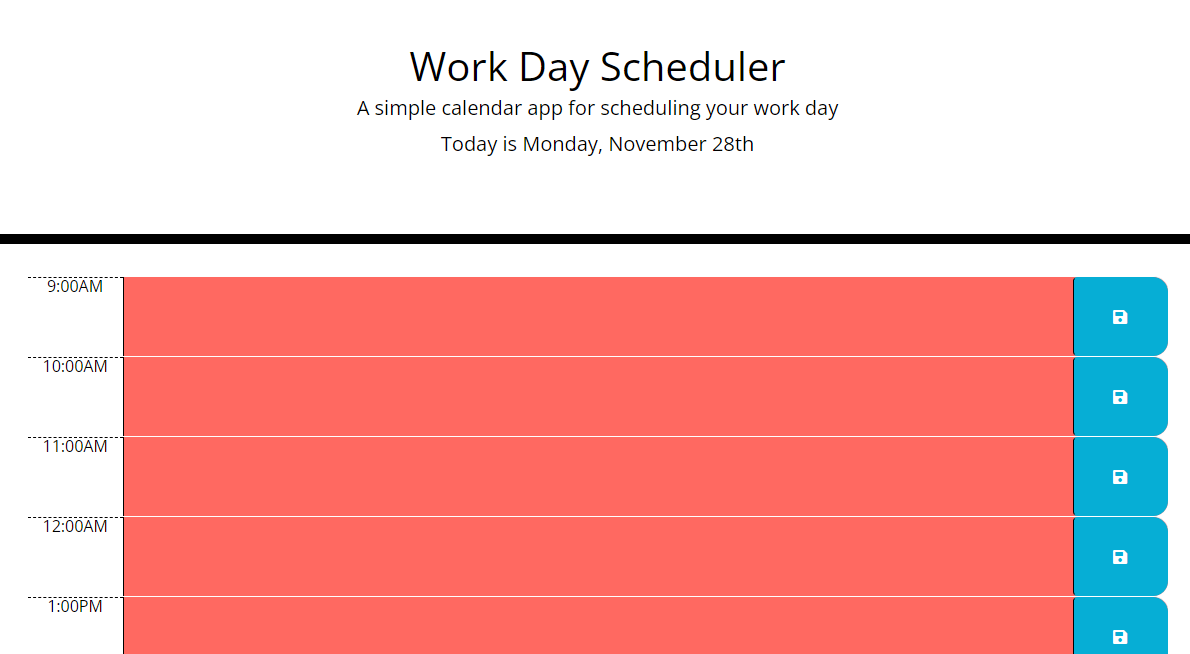 Work Day Scheduler
A simple calendar app for scheduling your work day
Today is Monday, November 28th
9:00AM
10:00AM
11:00AM
12:00AM
1:00PM